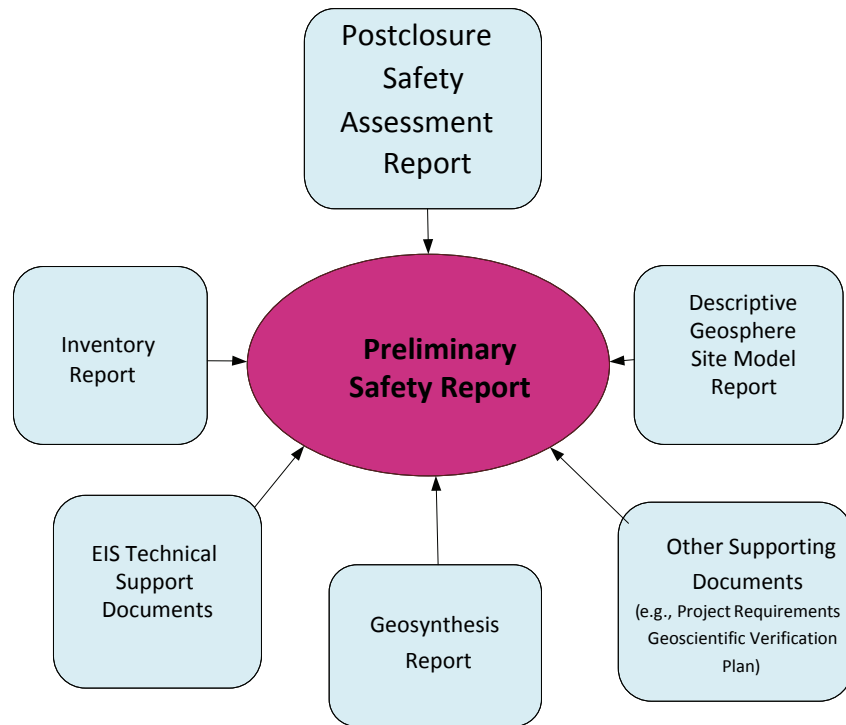 Postclosure
Safety
Assessment
Report
Inventory
Report
Preliminary
Safety Report
Descriptive
Geosphere
Site Model
Report
EIS Technical
Support
Documents
Geosynthesis
Report
Other Supporting
Documents
(e.g., Project Requirements
Geoscientific Verification
Plan)